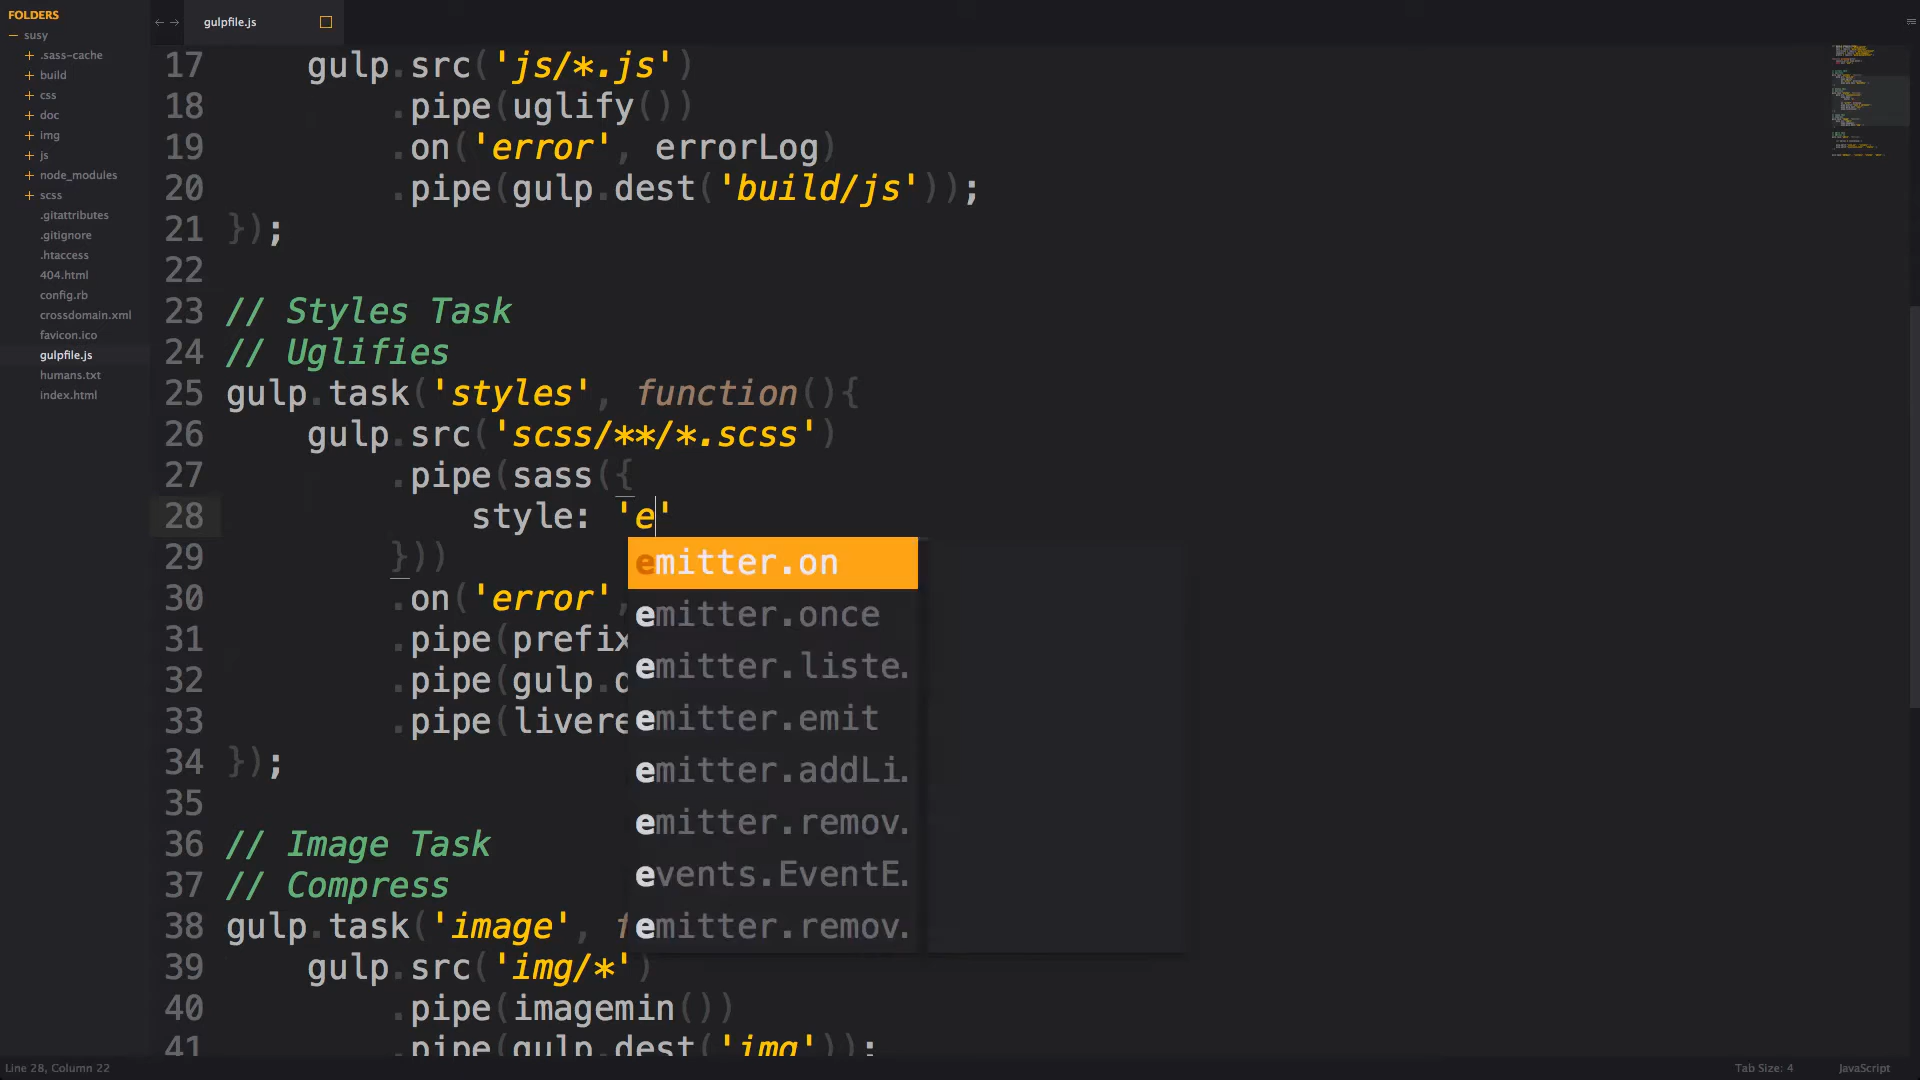 FOLDERS
susy
.sass-cache
build
css
doc
img
js
node_modules
scss
.gitattributes
.gitignore
.htaccess
404.html
config.rb
crossdomain.xml
favicon.ico
gulpfile.js
humans.txt
index.html
gulpfile.js
17 gulp.src('js/*.js')
18 .pipe(uglify())
19 .on('error', errorLog)
20 .pipe(gulp.dest('build/js'));
21 });
22
23 // Styles Task
24 // Uglifies
25 gulp.task('styles', function(){
26 gulp.src('scss/**/*.scss')
27 .pipe(sass({
28 style: 'e'
29 }))
30 .on('error',
31 .pipe(prefix
32 .pipe(gulp.d
33 .pipe(livere
34 });
35
36 // Image Task
37 // Compress
38 gulp.task('image', f
39 gulp.src('img/*')
40 .pipe(imagemin())
41 .pipe(gulp.dest('img'));
emitter.on
emitter.once
emitter.liste.
emitter.emit
emitter.addLi.
emitter.remov.
events.EventE.
emitter.remov.
Line 28, Column 22
Tab Size: 4
JavaScript